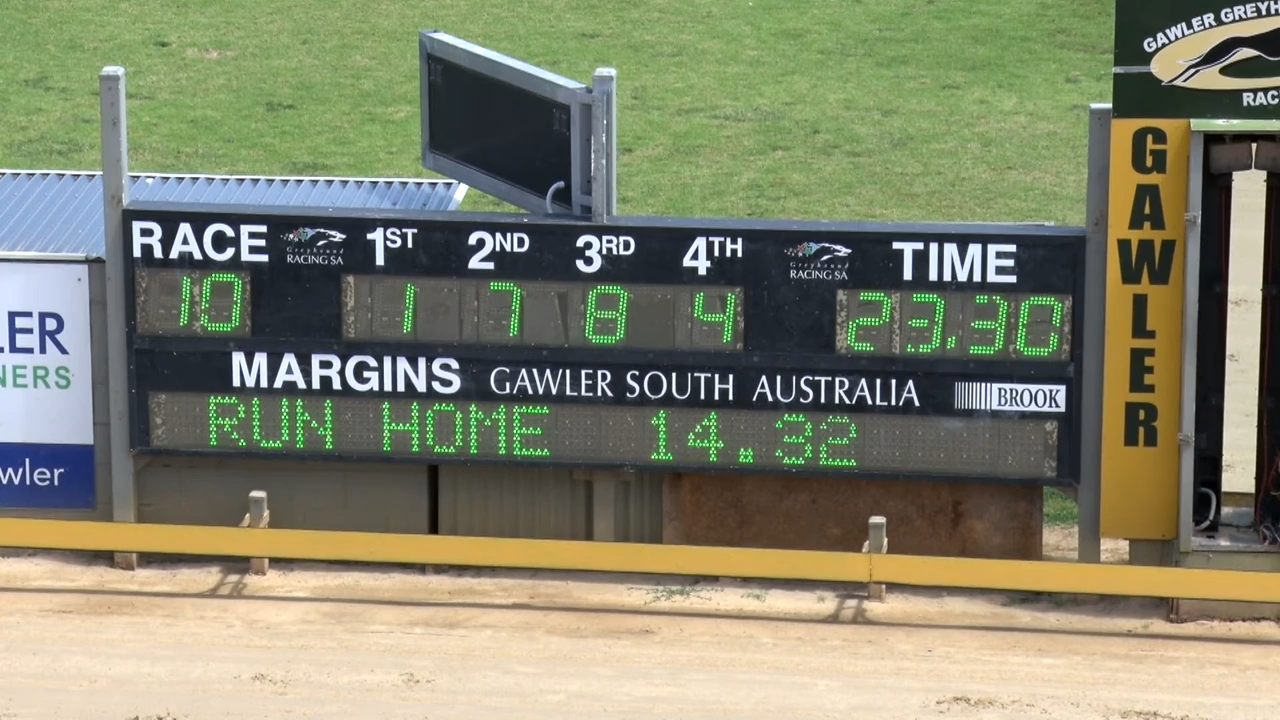 GAWLER GREYH
RAC
GAWLER
RACE 1ST 2ND 3RD 4TH TIME
Greyhound
RACING SA
Greyhound
RACING SA
10 1 7 8 4 23.30
MARGINS GAWLER SOUTH AUSTRALIA BROOK
RUN HOME 14.32
LER
NERS
wler